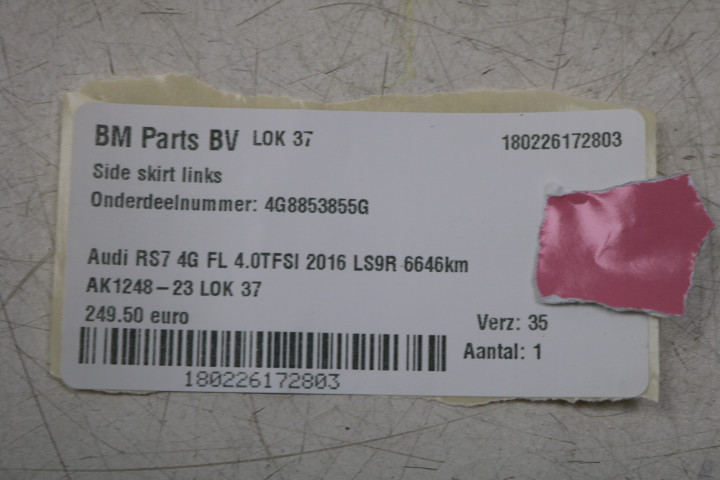 BM Parts BV LOK 37 180226172803
Side skirt links
Onderdeelnummer: 4G8853855G
Audi RS7 4G FL 4.0TFSI 2016 LS9R 6646km
AK1248-23 LOK 37
249.50 euro
Verz: 35
Aantal: 1
180226172803